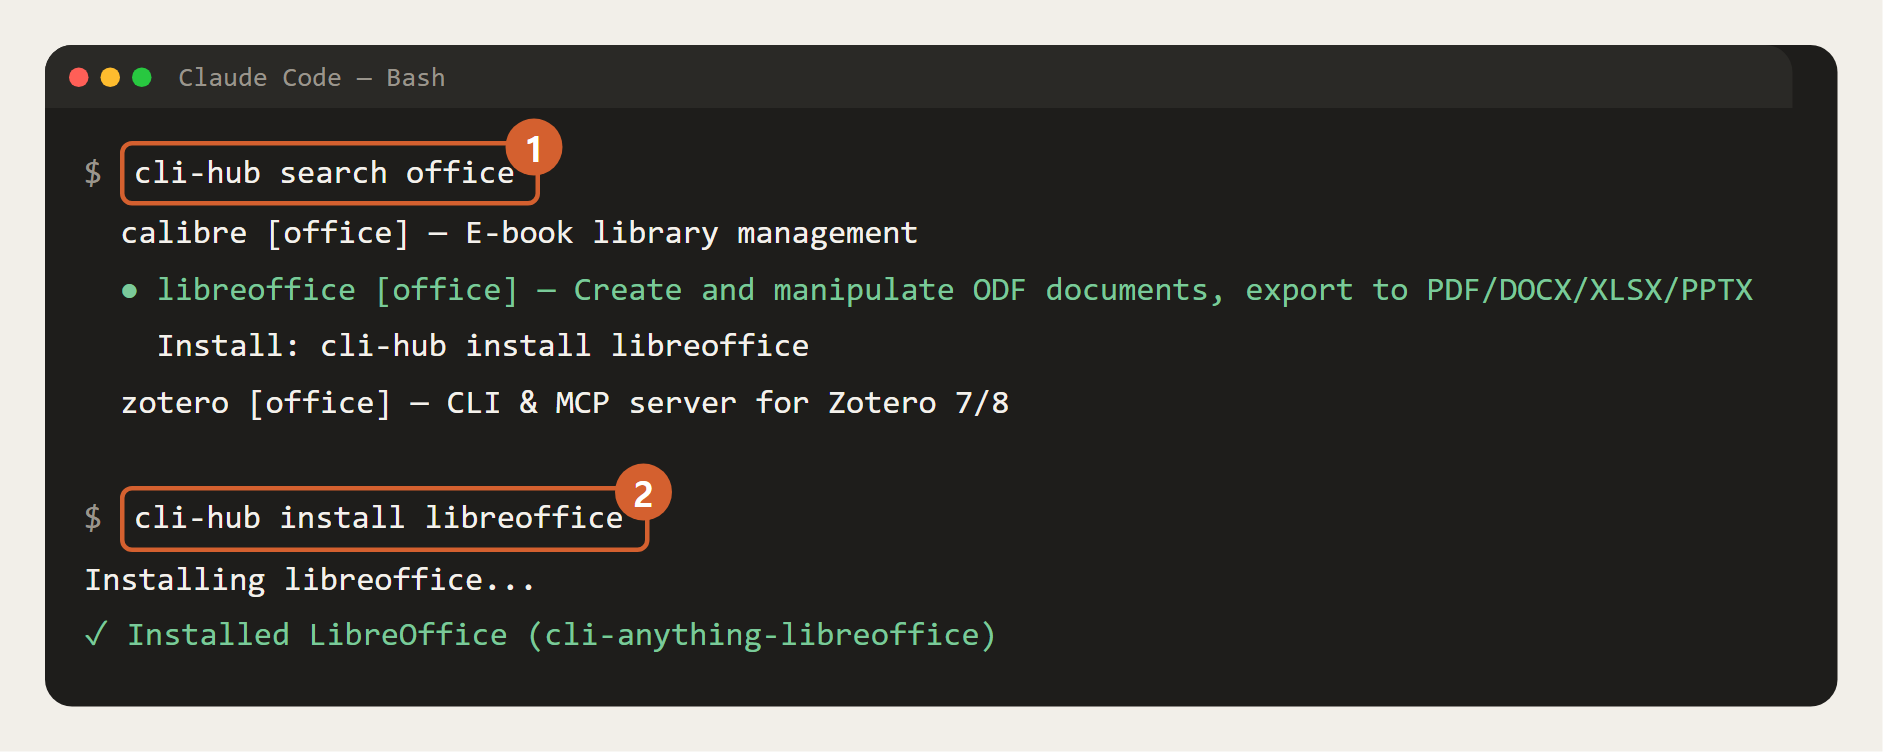 Claude Code — Bash
1
$ cli-hub search office
calibre [office] — E-book library management
● libreoffice [office] — Create and manipulate ODF documents, export to PDF/DOCX/XLSX/PPTX
Install: cli-hub install libreoffice
zotero [office] — CLI & MCP server for Zotero 7/8
2
$ cli-hub install libreoffice
Installing libreoffice...
✓ Installed LibreOffice (cli-anything-libreoffice)